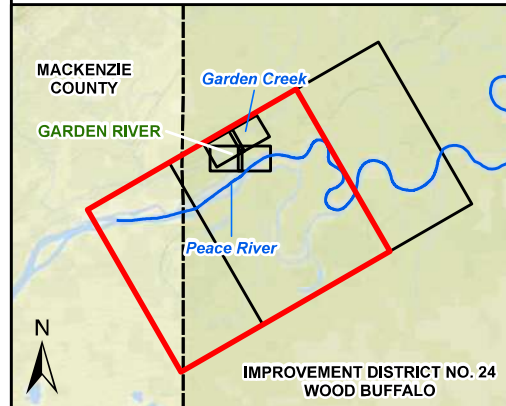 MACKENZIE
COUNTY
Garden Creek
GARDEN RIVER
Peace River
N
IMPROVEMENT DISTRICT NO. 24
WOOD BUFFALO